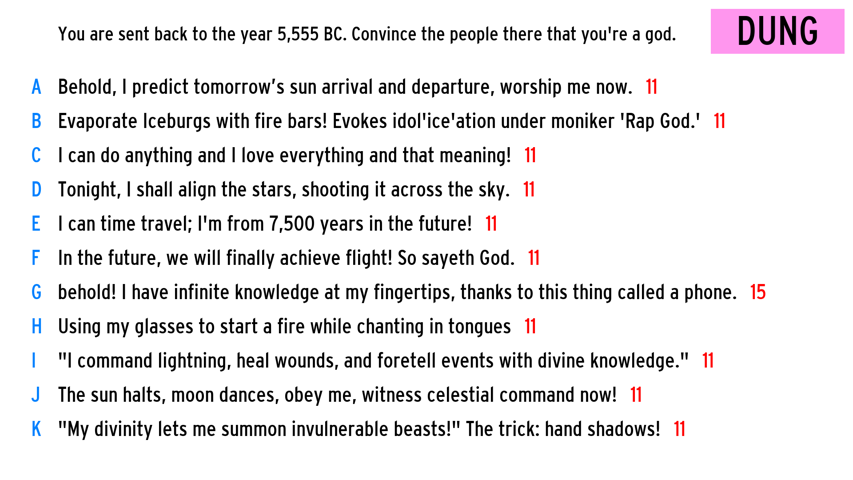 You are sent back to the year 5,555 BC. Convince the people there that you're a god.
DUNG
A Behold, I predict tomorrow's sun arrival and departure, worship me now. 11
B Evaporate Iceburgs with fire bars! Evokes idol'ice'ation under moniker 'Rap God.' 11
C I can do anything and I love everything and that meaning! 11
D Tonight, I shall align the stars, shooting it across the sky. 11
E I can time travel; I'm from 7,500 years in the future! 11
F In the future, we will finally achieve flight! So sayeth God. 11
G behold! I have infinite knowledge at my fingertips, thanks to this thing called a phone. 15
H Using my glasses to start a fire while chanting in tongues 11
I "I command lightning, heal wounds, and foretell events with divine knowledge." 11
J The sun halts, moon dances, obey me, witness celestial command now! 11
K "My divinity lets me summon invulnerable beasts!" The trick: hand shadows! 11